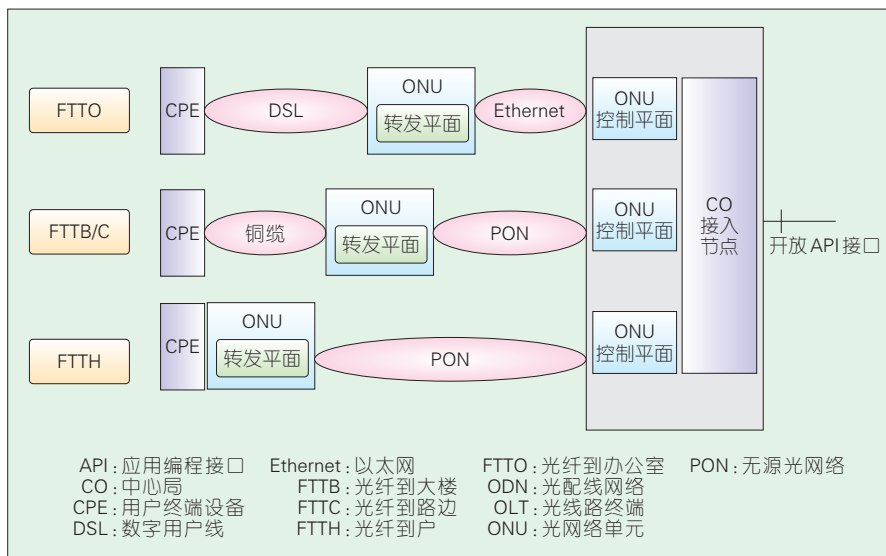 FTTO
CPE
DSL
ONU
转发平面
Ethernet
ONU
控制平面
FTTB/C
CPE
铜缆
ONU
转发平面
PON
ONU
控制平面
CO
接入
节点
开放API接口
FTTH
CPE
ONU
转发平面
PON
ONU
控制平面
API：应用编程接口 Ethernet：以太网 FTTO：光纤到办公室 PON：无源光网络
CO：中心局 FTTB：光纤到大楼 ODN：光配线网络
CPE：用户终端设备 FTTC：光纤到路边 OLT：光线路终端
DSL：数字用户线 FTTH：光纤到户 ONU：光网络单元